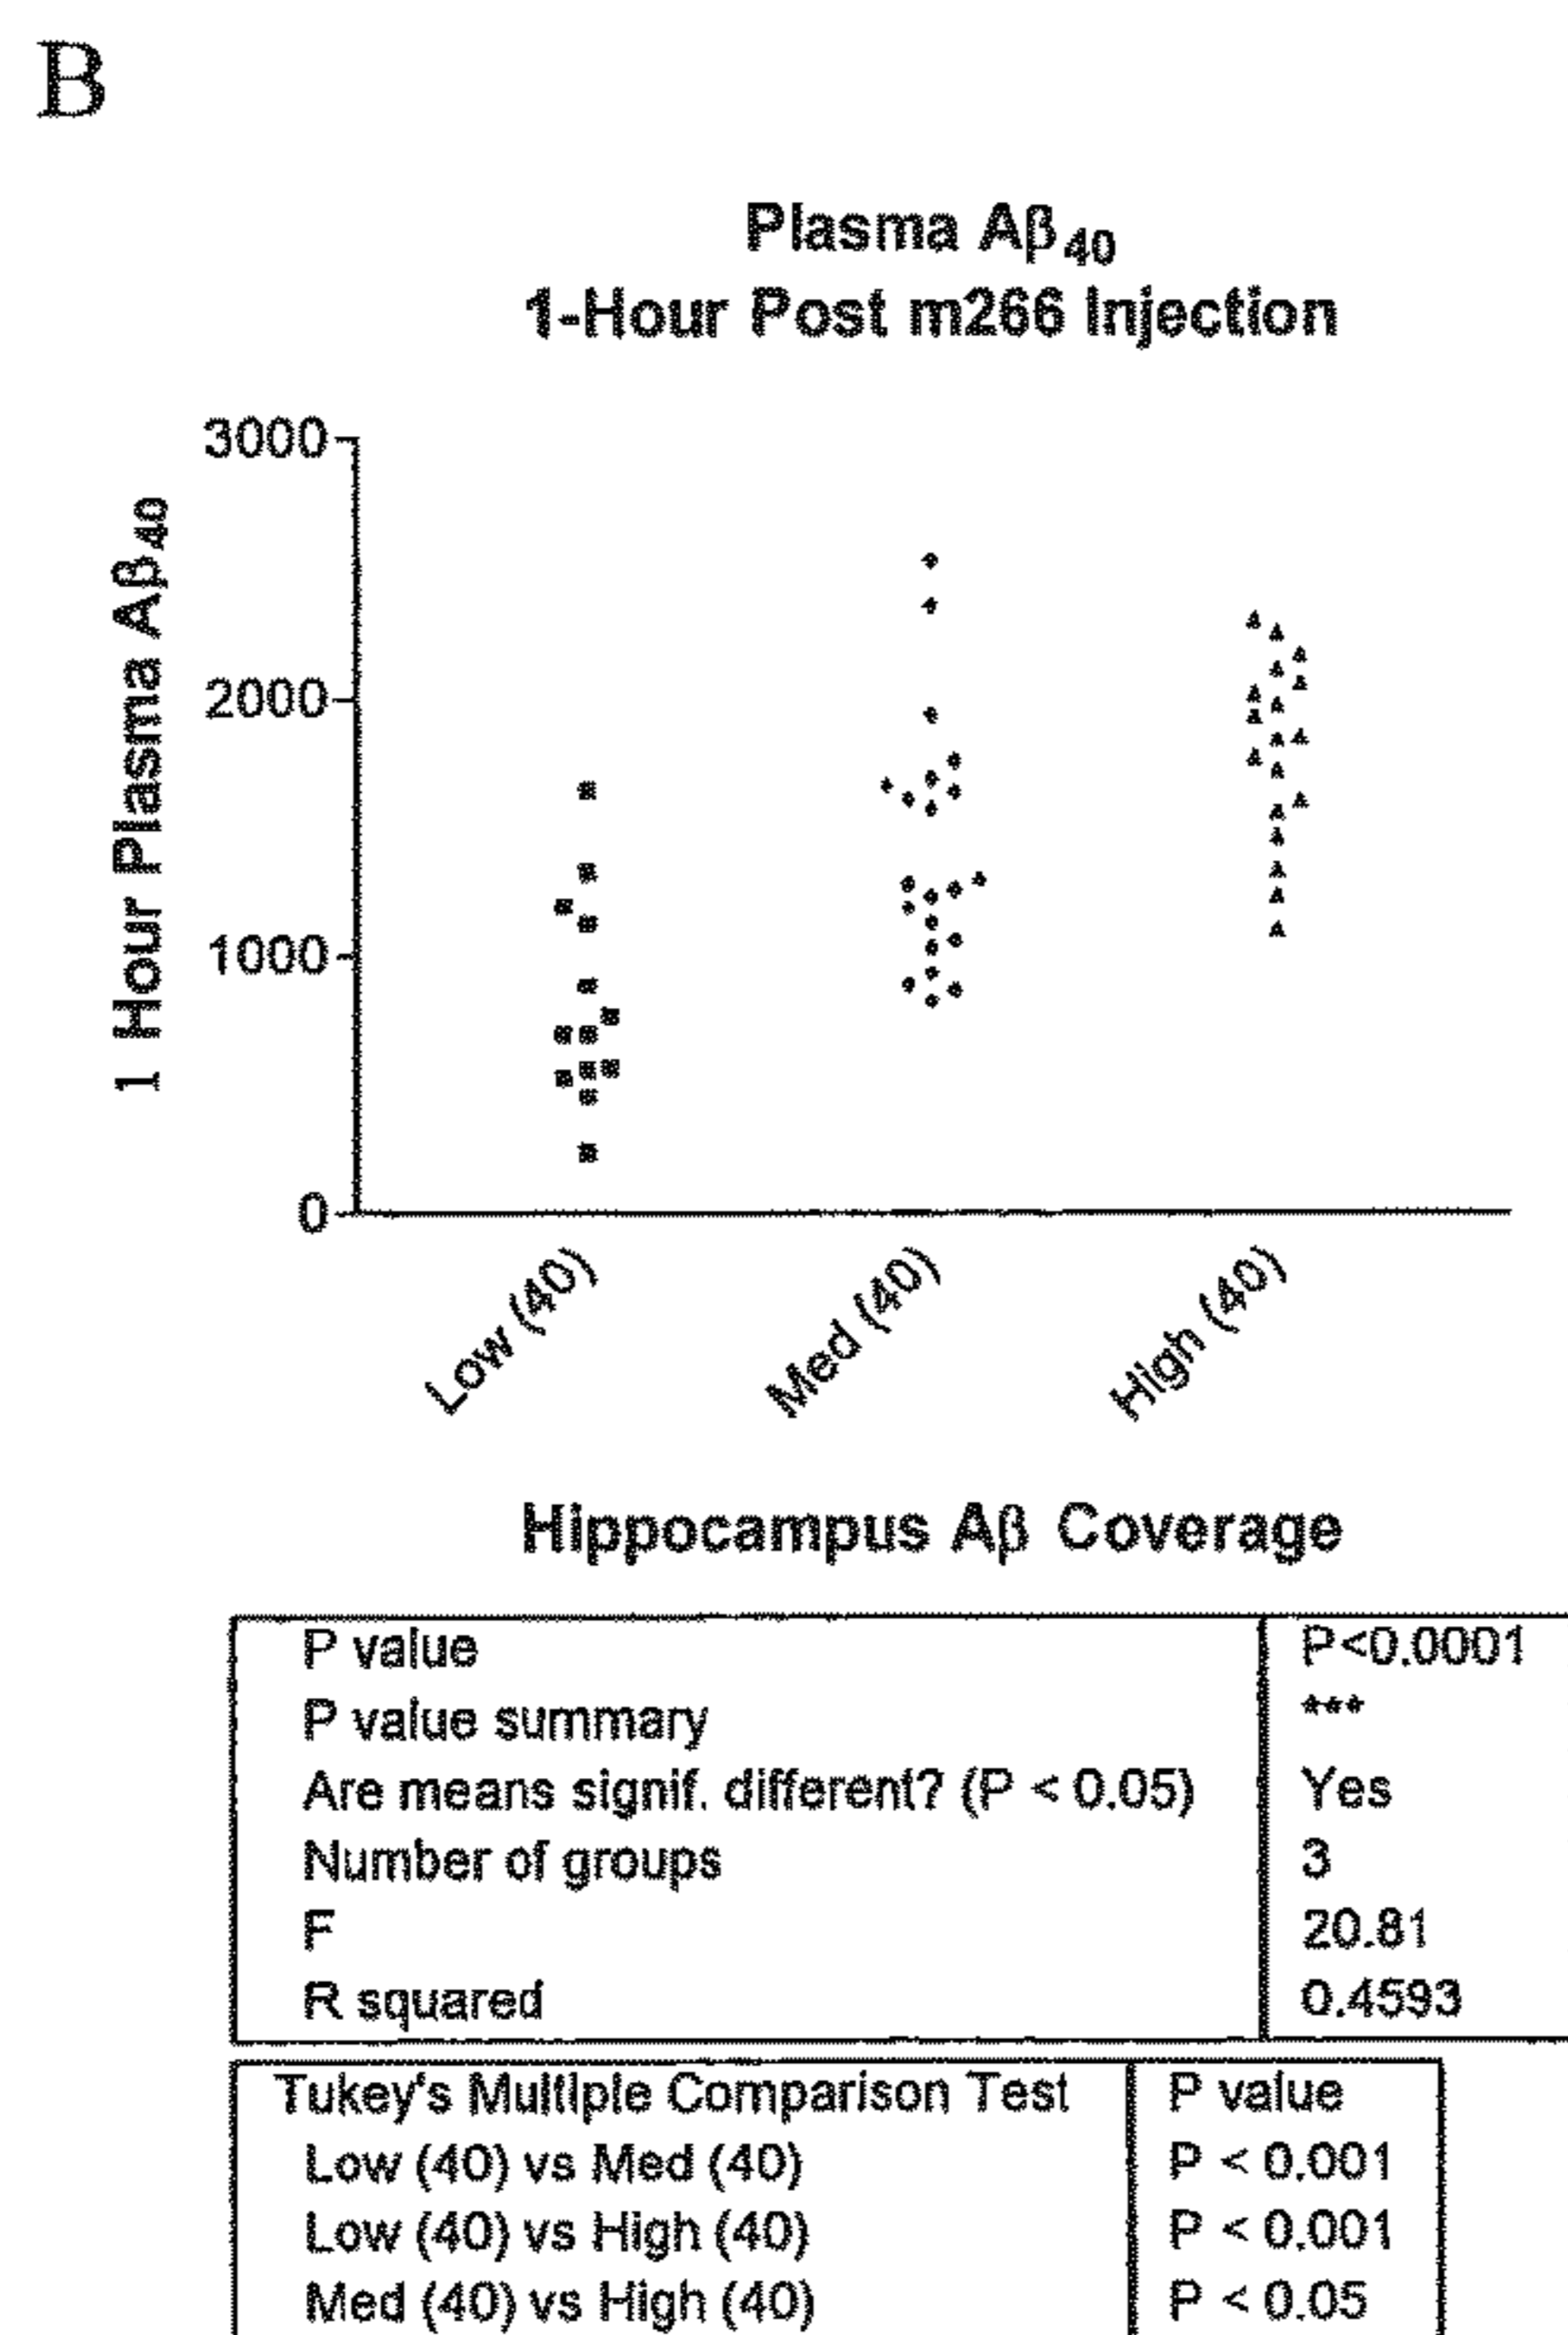 B
Plasma Aβ40
1-Hour Post m266 Injection
3000
2000
1000
0
1 Hour Plasma Aβ40
Low (40)
Med (40)
High (40)
Hippocampus Aβ Coverage
P value P<0.0001
P value summary ***
Are means signif. different? (P < 0.05) Yes
Number of groups 3
F 20.81
R squared 0.4593
Tukey's Multiple Comparison Test P value
Low (40) vs Med (40) P < 0.001
Low (40) vs High (40) P < 0.001
Med (40) vs High (40) P < 0.05